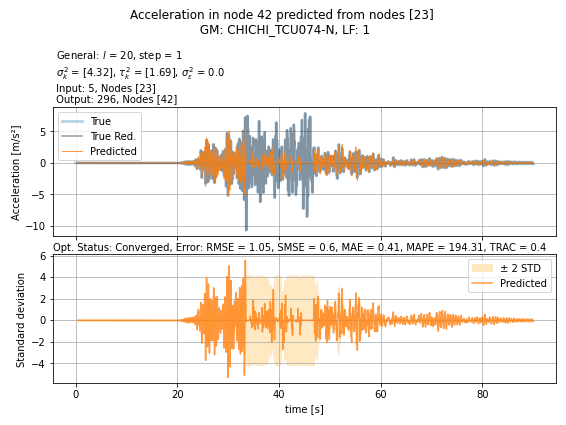 Acceleration in node 42 predicted from nodes [23]
GM: CHICHI_TCU074-N, LF: 1
General: l = 20, step = 1
σ²ₖ = [4.32], τ²ₖ = [1.69], σ²ε = 0.0
Input: 5, Nodes [23]
Output: 296, Nodes [42]
True
True Red.
Predicted
Acceleration [m/s²]
5
0
−5
−10
Opt. Status: Converged, Error: RMSE = 1.05, SMSE = 0.6, MAE = 0.41, MAPE = 194.31, TRAC = 0.4
± 2 STD
Predicted
Standard deviation
6
4
2
0
−2
−4
0 20 40 60 80
time [s]